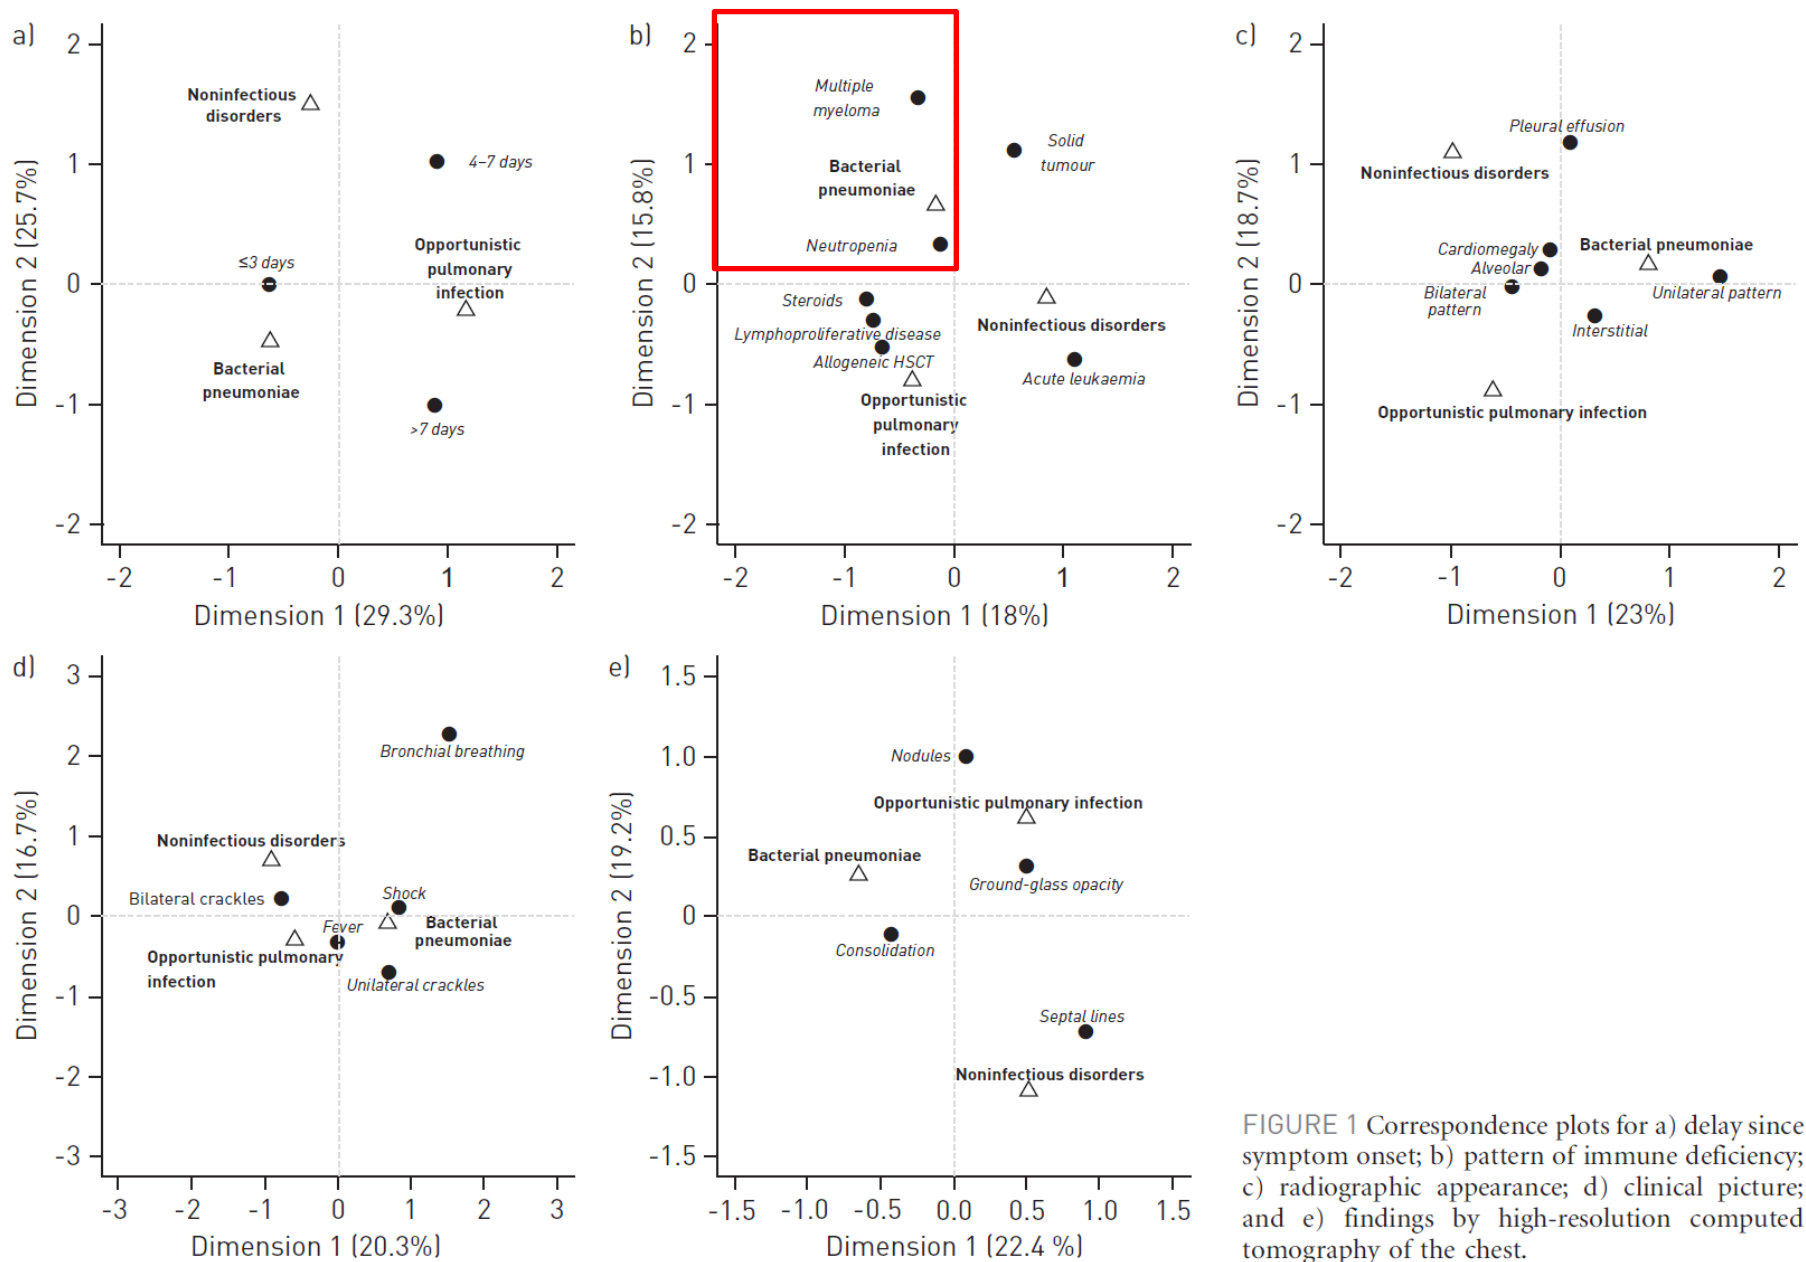 a)
2
1
0
-1
-2
Dimension 2 (25.7%)
Noninfectious
disorders
4–7 days
Opportunistic
pulmonary
infection
≤3 days
Bacterial
pneumoniae
>7 days
-2 -1 0 1 2
Dimension 1 (29.3%)
b)
2
1
0
-1
-2
Dimension 2 (15.8%)
Multiple
myeloma
Solid
tumour
Bacterial
pneumoniae
Neutropenia
Steroids
Lymphoproliferative disease
Allogeneic HSCT
Noninfectious disorders
Acute leukaemia
Opportunistic
pulmonary
infection
-2 -1 0 1 2
Dimension 1 (18%)
c)
2
1
0
-1
-2
Dimension 2 (18.7%)
Pleural effusion
Noninfectious disorders
Cardiomegaly
Bacterial pneumoniae
Alveolar
Bilateral
pattern
Unilateral pattern
Interstitial
Opportunistic pulmonary infection
-2 -1 0 1 2
Dimension 1 (23%)
d)
3
2
1
0
-1
-2
-3
Dimension 2 (16.7%)
Bronchial breathing
Noninfectious disorders
Bilateral crackles
Shock
Fever
Bacterial
pneumoniae
Opportunistic pulmonary
infection
Unilateral crackles
-3 -2 -1 0 1 2 3
Dimension 1 (20.3%)
e)
1.5
1.0
0.5
0
-0.5
-1.0
-1.5
Dimension 2 (19.2%)
Nodules
Opportunistic pulmonary infection
Bacterial pneumoniae
Ground-glass opacity
Consolidation
Septal lines
Noninfectious disorders
-1.5 -1.0 -0.5 0.0 0.5 1.0 1.5
Dimension 1 (22.4 %)
FIGURE 1 Correspondence plots for a) delay since
symptom onset; b) pattern of immune deficiency;
c) radiographic appearance; d) clinical picture;
and e) findings by high-resolution computed
tomography of the chest.